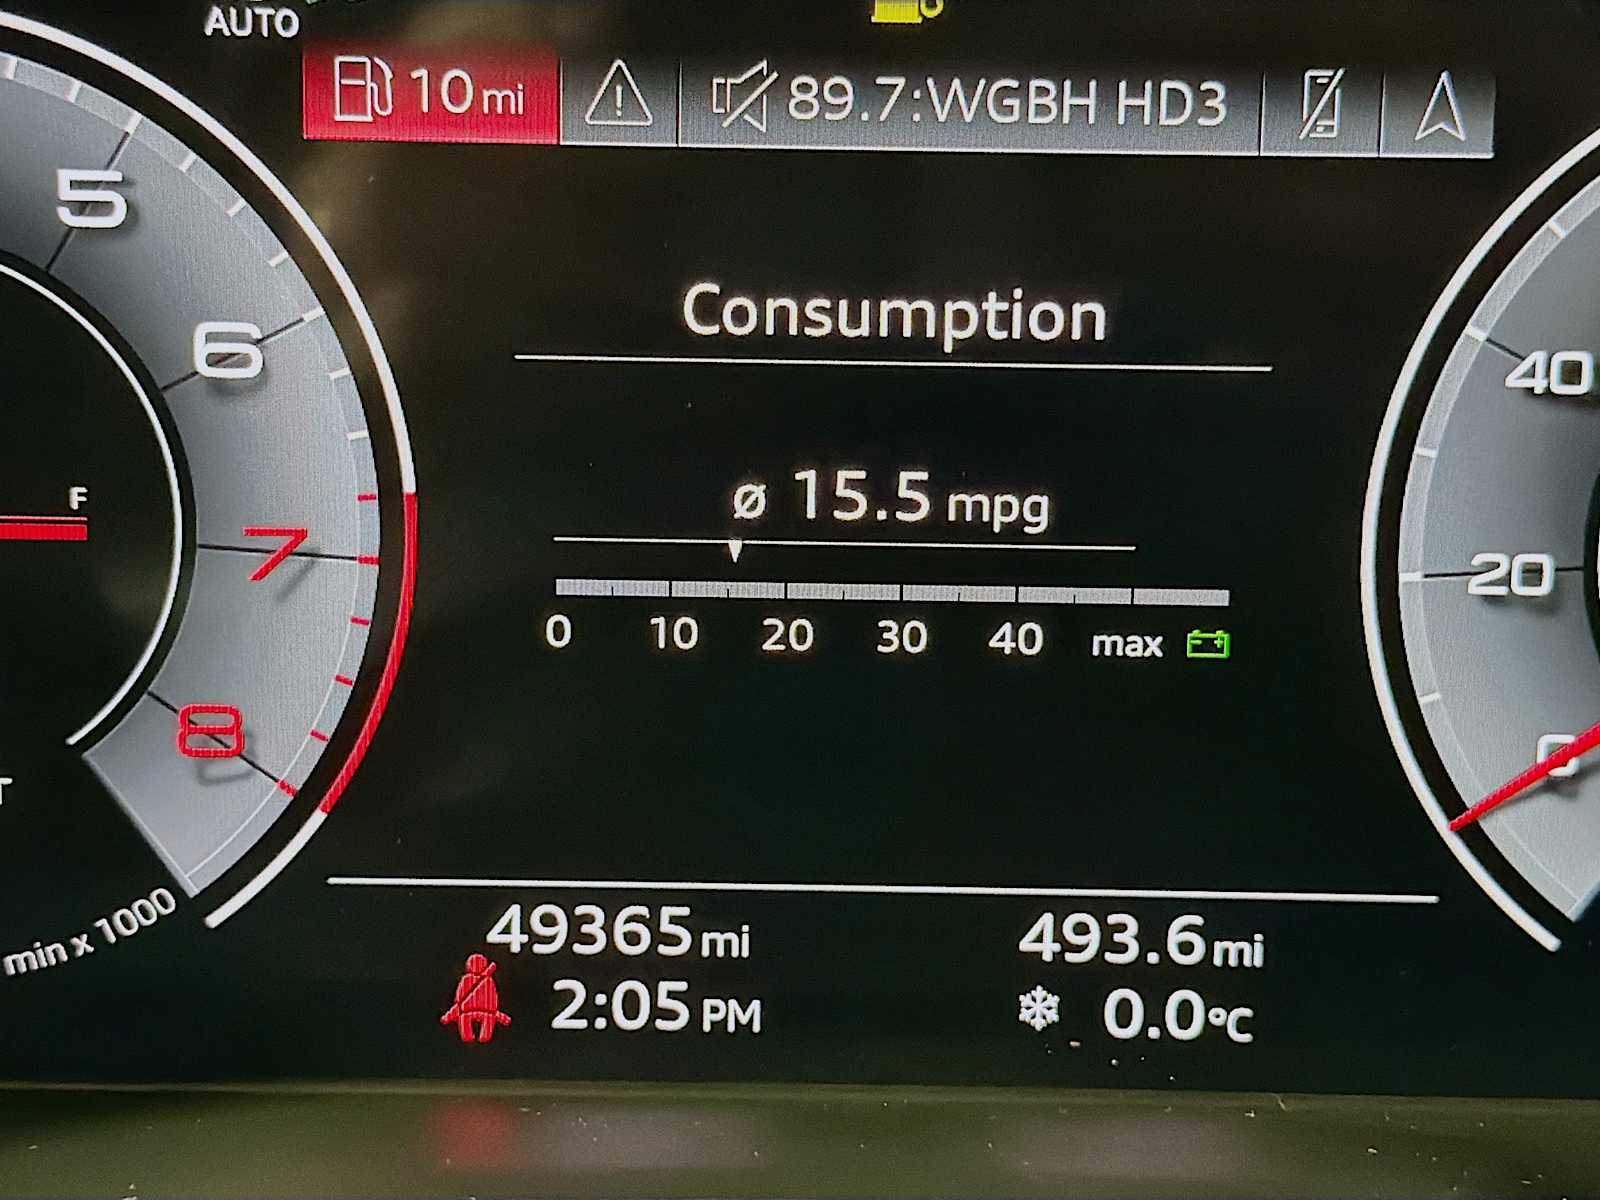 AUTO
10 mi
89.7:WGBH HD3
5
6
7
8
F
min x 1000
Consumption
ø 15.5 mpg
0 10 20 30 40 max
40
20
0
49365 mi
493.6 mi
2:05 PM
0.0°C